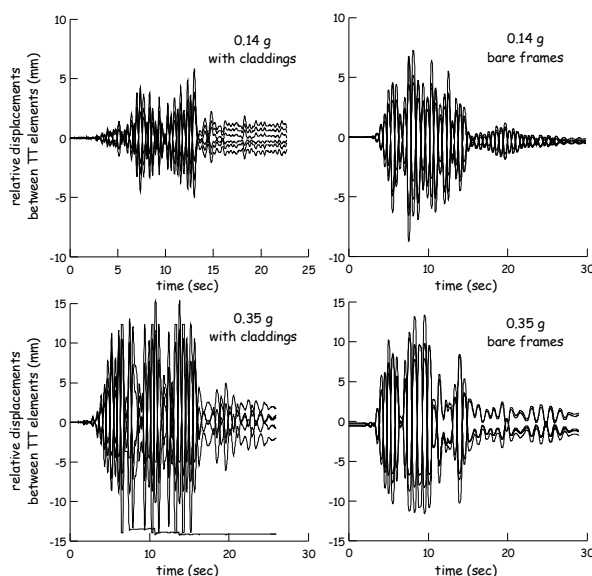 relative displacements
between TT elements (mm)
10
5
0
-5
-10
0.14 g
with claddings
0 5 10 15 20 25
time (sec)
10
5
0
-5
-10
0.14 g
bare frames
0 10 20 30
time (sec)
relative displacements
between TT elements (mm)
15
10
5
0
-5
-10
-15
0.35 g
with claddings
0 10 20 30
time (sec)
15
10
5
0
-5
-10
-15
0.35 g
bare frames
0 10 20 30
time (sec)